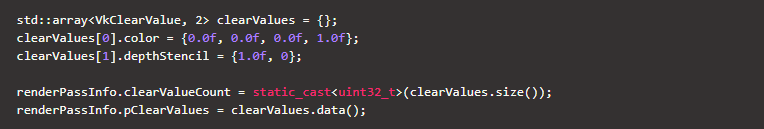 std::array<VkClearValue, 2> clearValues = {};
clearValues[0].color = {0.0f, 0.0f, 0.0f, 1.0f};
clearValues[1].depthStencil = {1.0f, 0};
renderPassInfo.clearValueCount = static_cast<uint32_t>(clearValues.size());
renderPassInfo.pClearValues = clearValues.data();